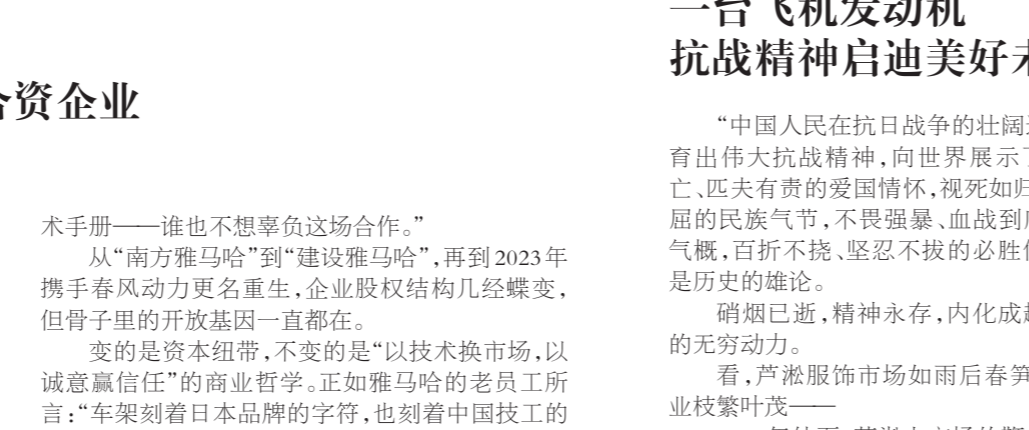 合资企业
术手册——谁也不想辜负这场合作。”
从“南方雅马哈”到“建设雅马哈”,再到2023年
携手春风动力更名重生,企业股权结构几经蝶变,
但骨子里的开放基因一直都在。
变的是资本纽带,不变的是“以技术换市场,以
诚意赢信任”的商业哲学。正如雅马哈的老员工所
言:“车架刻着日本品牌的字符,也刻着中国技工的
一台飞机发动机
抗战精神启迪美好
“中国人民在抗日战争的壮阔
育出伟大抗战精神,向世界展示
亡、匹夫有责的爱国情怀,视死如归
屈的民族气节,不畏强暴、血战到
气概,百折不挠、坚忍不拔的必胜
是历史的雄论。
硝烟已逝,精神永存,内化成
的无穷动力。
看,芦淞服饰市场如雨后春笋
业枝繁叶茂——